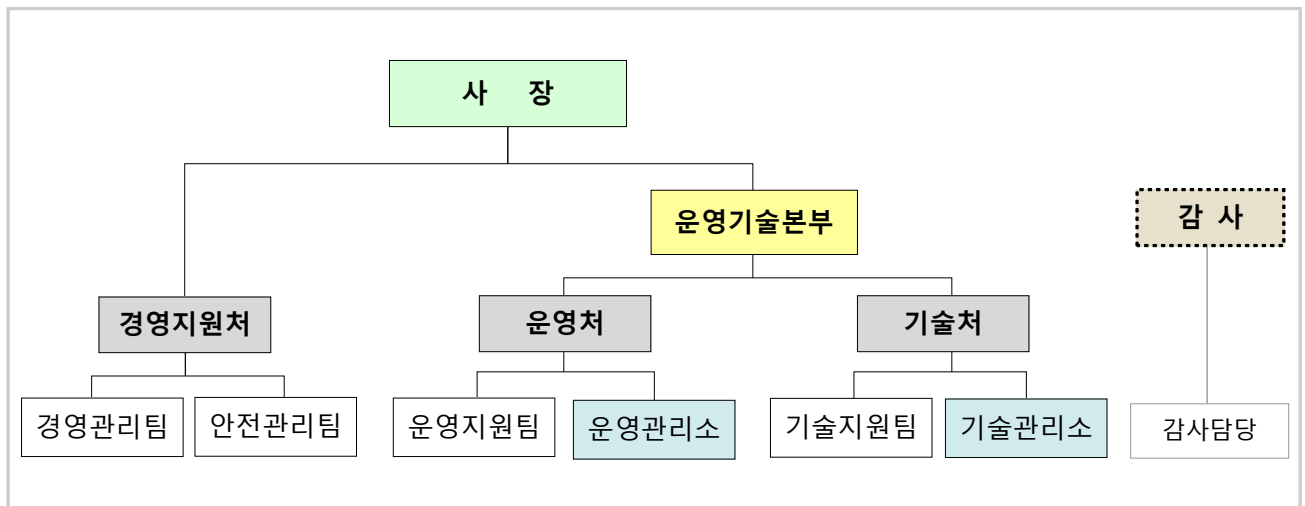 사 장
운영기술본부
감 사
경영지원처
운영처
기술처
경영관리팀
안전관리팀
운영지원팀
운영관리소
기술지원팀
기술관리소
감사담당